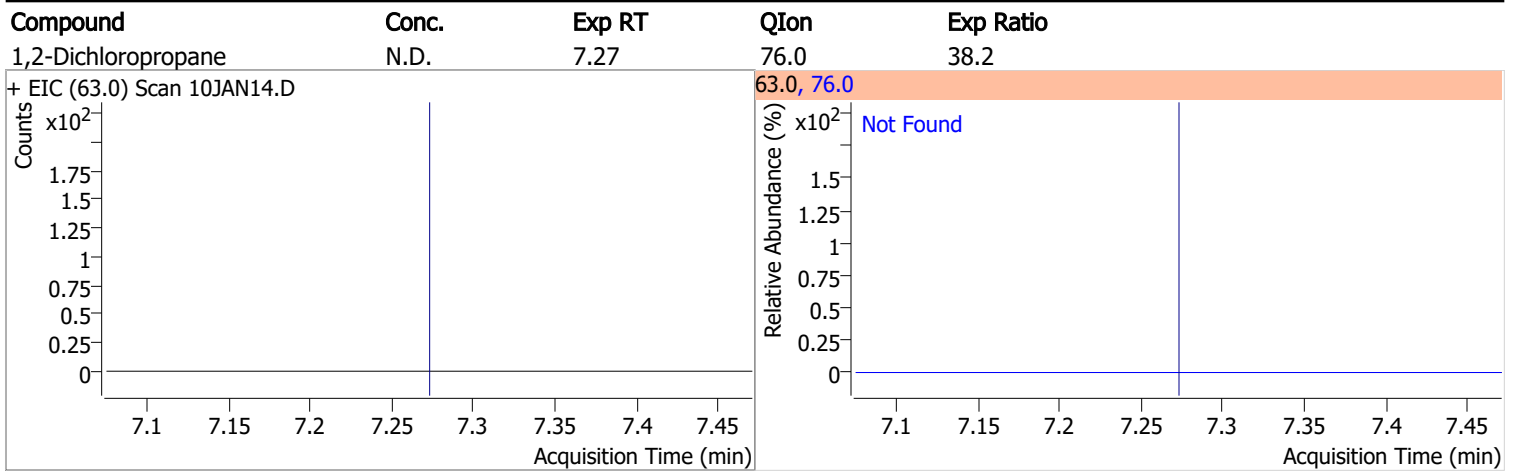 Compound Conc. Exp RT QIon Exp Ratio
1,2-Dichloropropane N.D. 7.27 76.0 38.2
+ EIC (63.0) Scan 10JAN14.D
Counts
x10²
1.75
1.5
1.25
1
0.75
0.5
0.25
0
7.1 7.15 7.2 7.25 7.3 7.35 7.4 7.45
Acquisition Time (min)
63.0, 76.0
Relative Abundance (%)
x10²
Not Found
1.5
1.25
1
0.75
0.5
0.25
0
7.1 7.15 7.2 7.25 7.3 7.35 7.4 7.45
Acquisition Time (min)